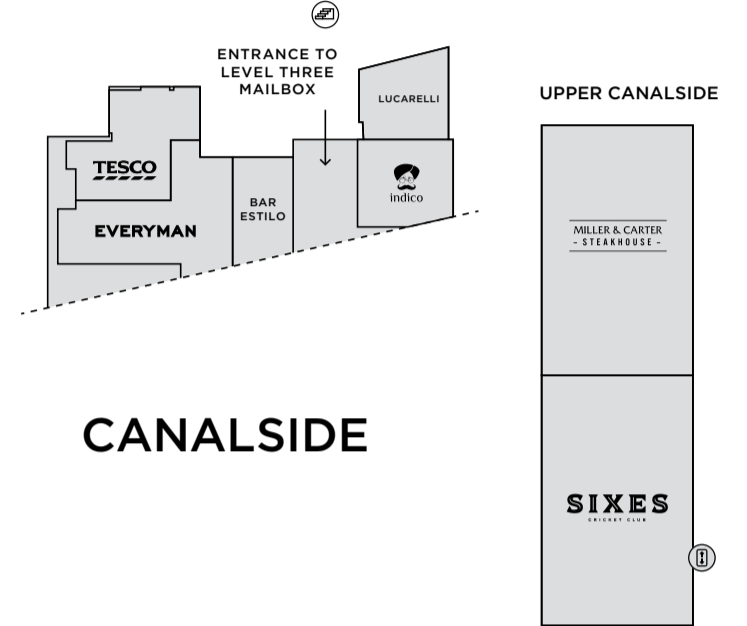 ENTRANCE TO
LEVEL THREE
MAILBOX
LUCARELLI
UPPER CANALSIDE
TESCO
indico
BAR
ESTILO
EVERYMAN
MILLER & CARTER
- STEAKHOUSE -
CANALSIDE
SIXES
CRICKET CLUB